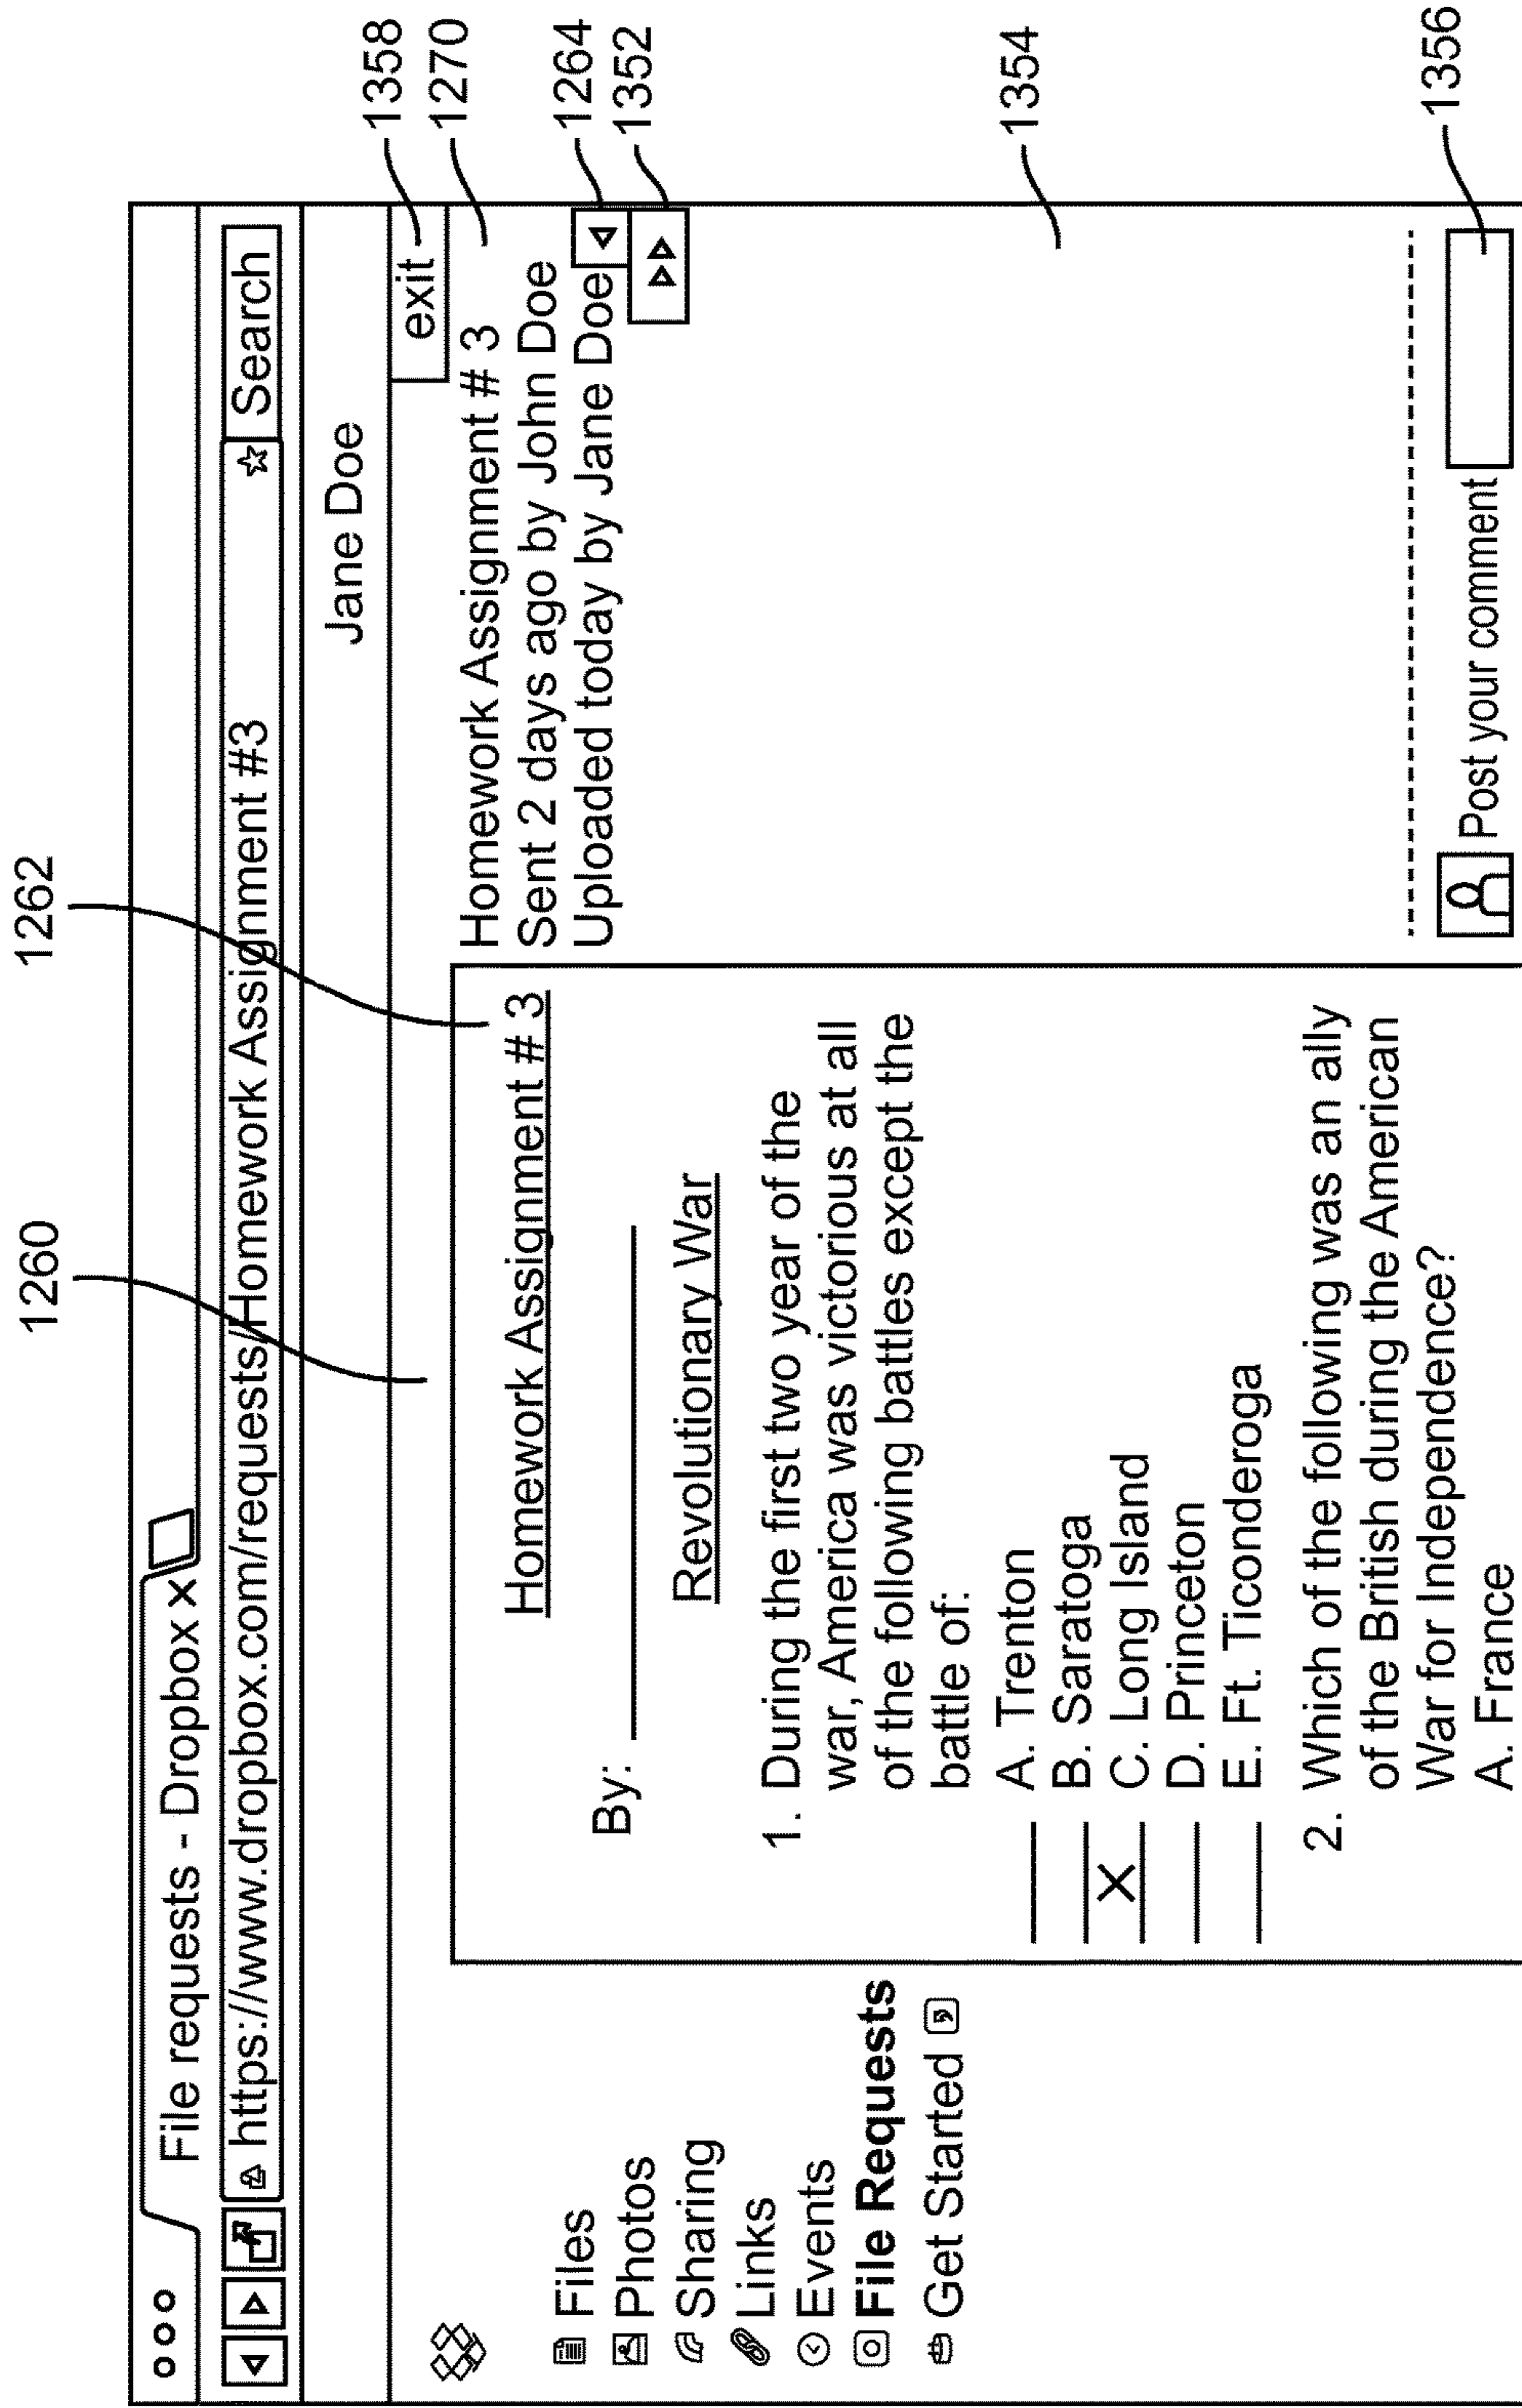 1260
1262
File requests - Dropbox X
https://www.dropbox.com/requests/Homework Assignment #3
Search
Jane Doe
exit
1358
1270
1264
1352
1354
1356
Files
Photos
Sharing
Links
Events
File Requests
Get Started
Homework Assignment # 3
By:
Revolutionary War
1. During the first two year of the
war, America was victorious at all
of the following battles except the
battle of:
A. Trenton
B. Saratoga
X C. Long Island
D. Princeton
E. Ft. Ticonderoga
2. Which of the following was an ally
of the British during the American
War for Independence?
A. France
Homework Assignment # 3
Sent 2 days ago by John Doe
Uploaded today by Jane Doe
Post your comment